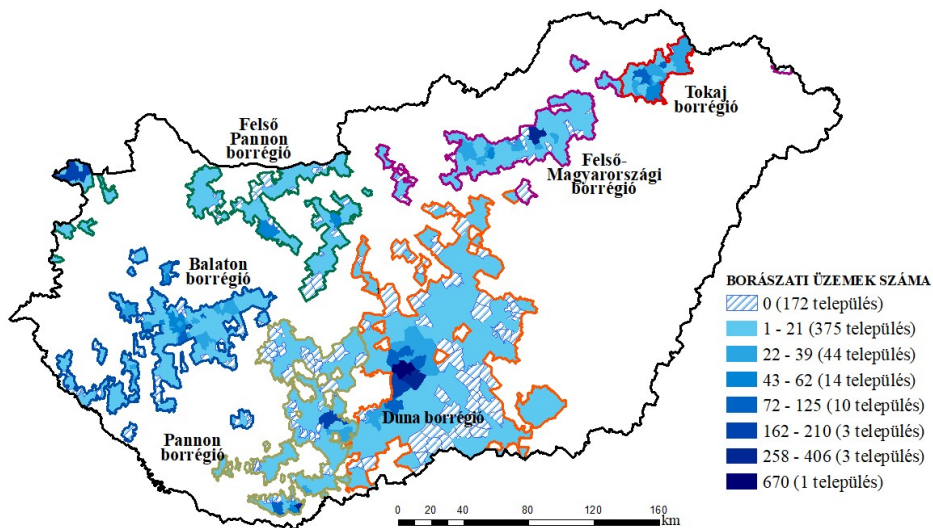 Tokaj
borrégió
Felső
Pannon
borrégió
Felső-
Magyarországi
borrégió
Balaton
borrégió
Duna borrégió
Pannon
borrégió
BORÁSZATI ÜZEMEK SZÁMA
0 (172 település)
1 - 21 (375 település)
22 - 39 (44 település)
43 - 62 (14 település)
72 - 125 (10 település)
162 - 210 (3 település)
258 - 406 (3 település)
670 (1 település)
0 10 20 40 60 80 120 160
km